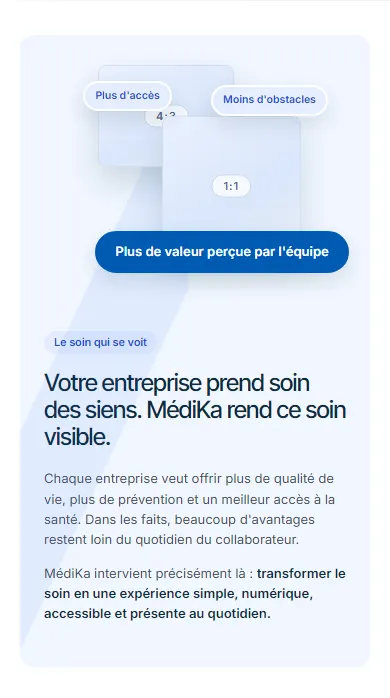 Plus d'accès
Moins d'obstacles
4:3
1:1
Plus de valeur perçue par l'équipe
Le soin qui se voit
Votre entreprise prend soin
des siens. MédiKa rend ce soin
visible.
Chaque entreprise veut offrir plus de qualité de
vie, plus de prévention et un meilleur accès à la
santé. Dans les faits, beaucoup d'avantages
restent loin du quotidien du collaborateur.
MédiKa intervient précisément là : transformer le
soin en une expérience simple, numérique,
accessible et présente au quotidien.